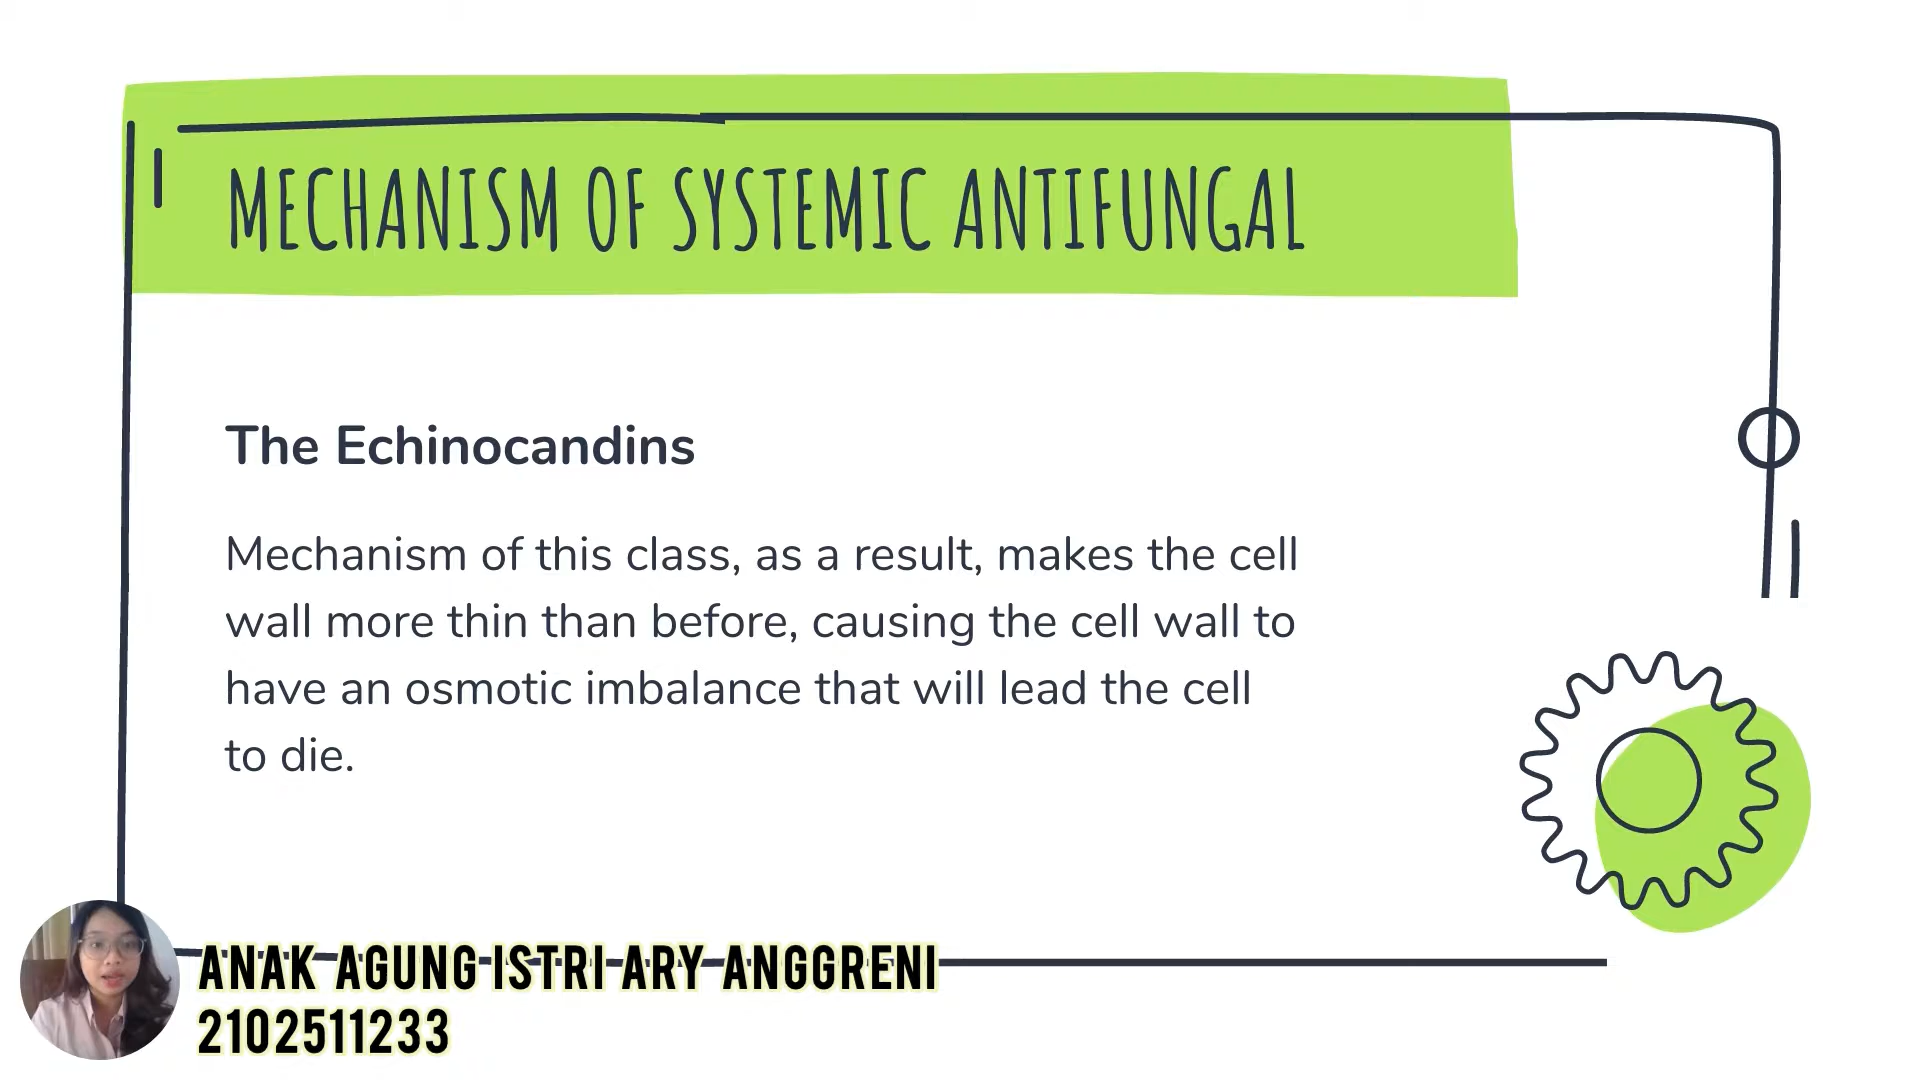 MECHANISM OF SYSTEMIC ANTIFUNGAL
The Echinocandins
Mechanism of this class, as a result, makes the cell
wall more thin than before, causing the cell wall to
have an osmotic imbalance that will lead the cell
to die.
ANAK AGUNG ISTRI ARY ANGGRENI
2102511233